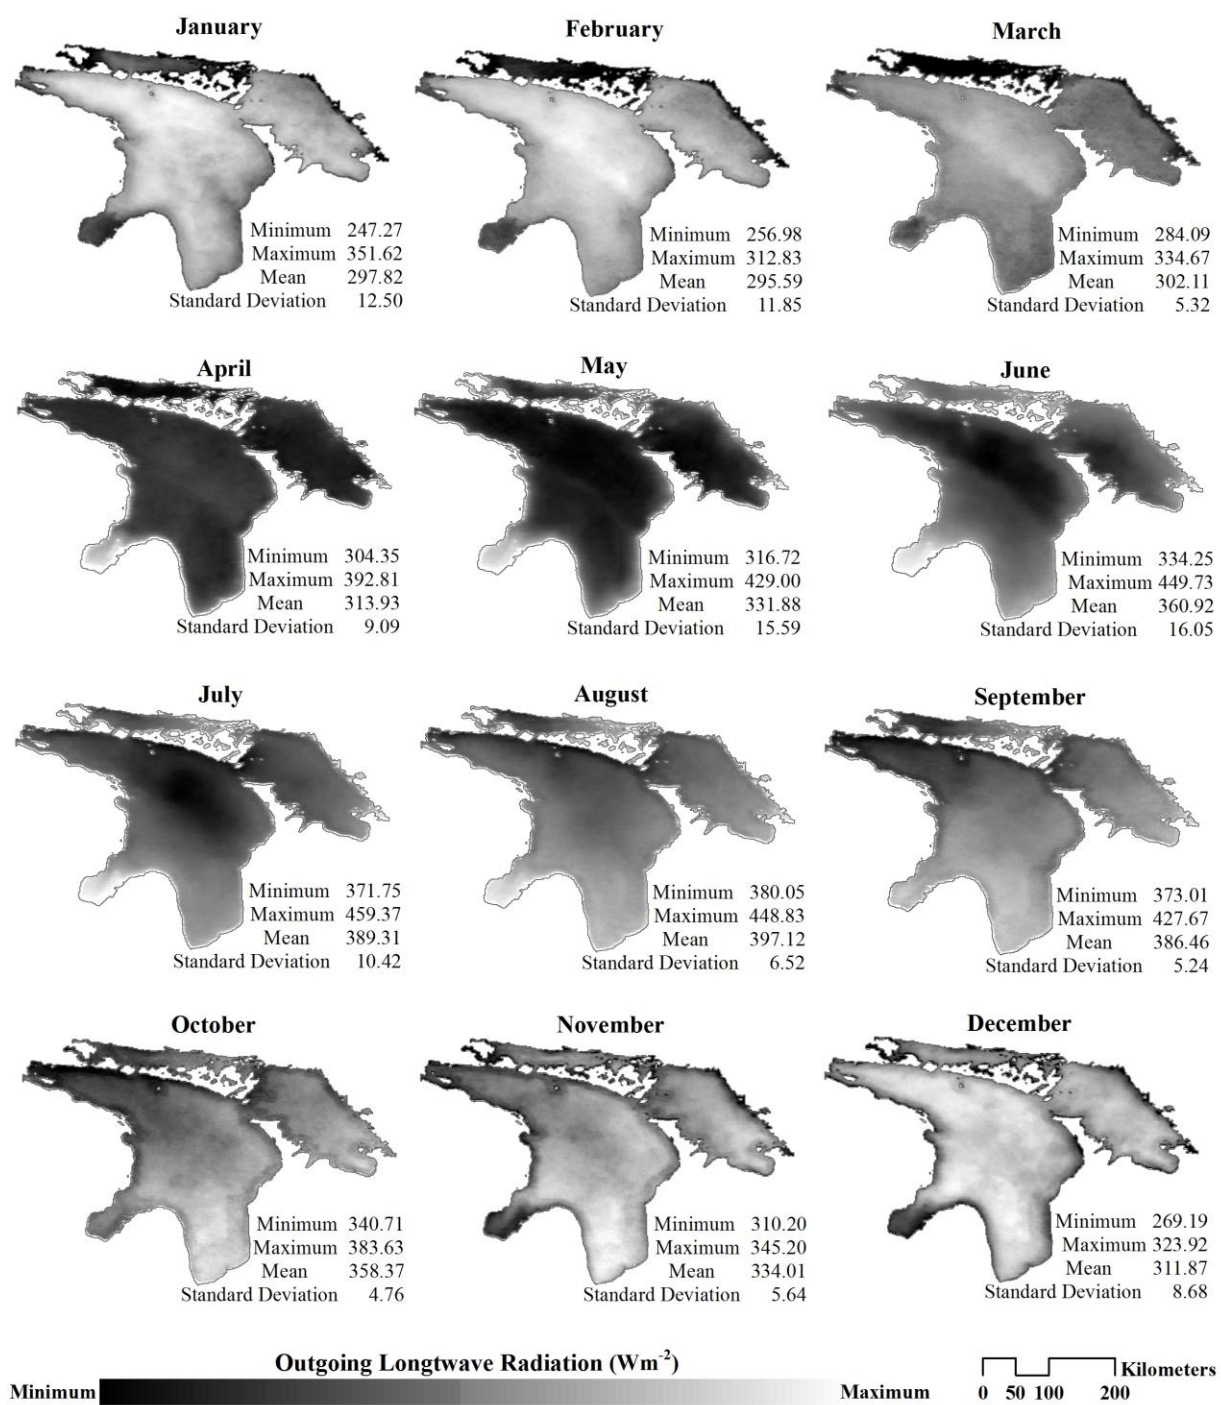 January
February
March
Minimum 247.27
Maximum 351.62
Mean 297.82
Standard Deviation 12.50
Minimum 256.98
Maximum 312.83
Mean 295.59
Standard Deviation 11.85
Minimum 284.09
Maximum 334.67
Mean 302.11
Standard Deviation 5.32
April
May
June
Minimum 304.35
Maximum 392.81
Mean 313.93
Standard Deviation 9.09
Minimum 316.72
Maximum 429.00
Mean 331.88
Standard Deviation 15.59
Minimum 334.25
Maximum 449.73
Mean 360.92
Standard Deviation 16.05
July
August
September
Minimum 371.75
Maximum 459.37
Mean 389.31
Standard Deviation 10.42
Minimum 380.05
Maximum 448.83
Mean 397.12
Standard Deviation 6.52
Minimum 373.01
Maximum 427.67
Mean 386.46
Standard Deviation 5.24
October
November
December
Minimum 340.71
Maximum 383.63
Mean 358.37
Standard Deviation 4.76
Minimum 310.20
Maximum 345.20
Mean 334.01
Standard Deviation 5.64
Minimum 269.19
Maximum 323.92
Mean 311.87
Standard Deviation 8.68
Outgoing Longtwave Radiation (Wm⁻²)
Minimum Maximum
Kilometers
0 50 100 200